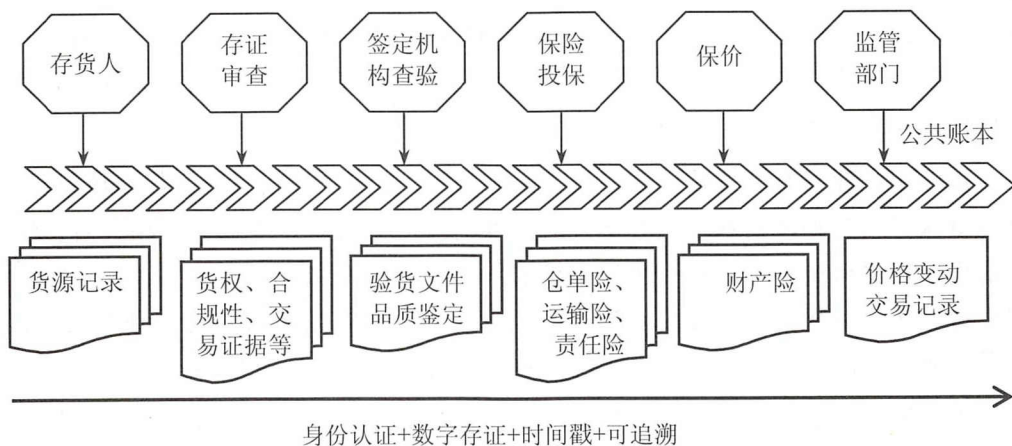 存货人
存证
审查
签定机
构查验
保险
投保
保价
监管
部门
公共账本
货源记录
货权、合
规性、交
易证据等
验货文件
品质鉴定
仓单险、
运输险、
责任险
财产险
价格变动
交易记录
身份认证+数字存证+时间戳+可追溯